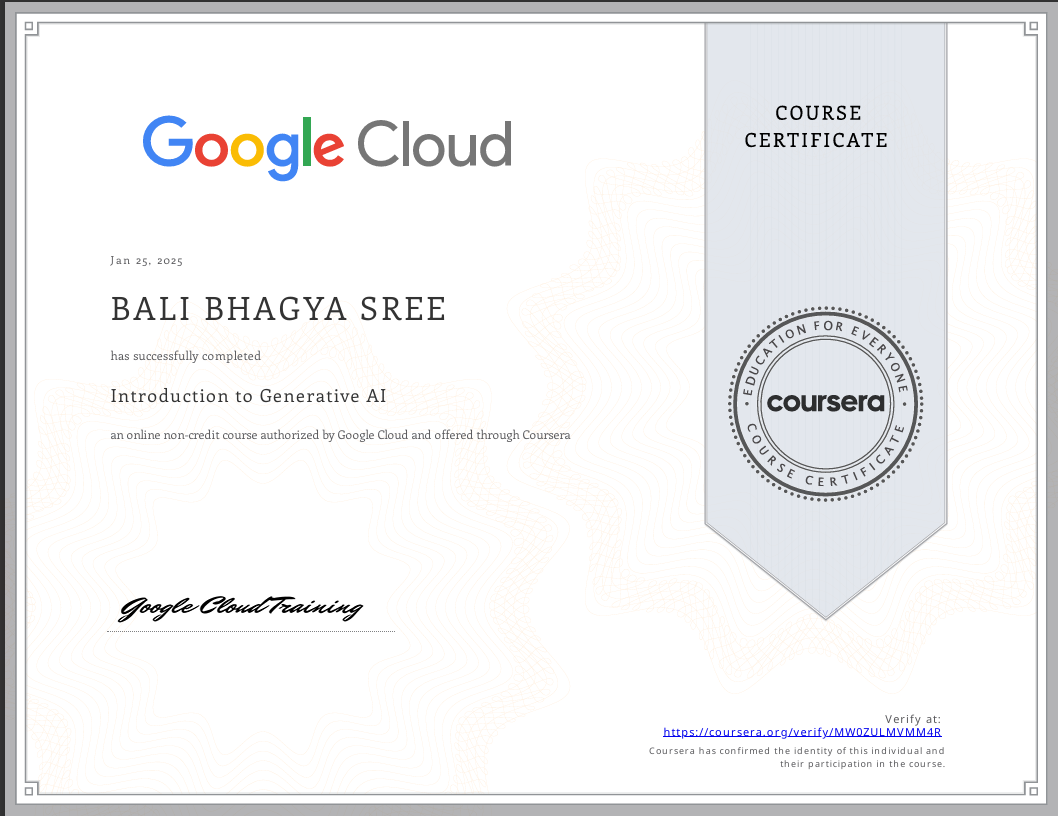 Google Cloud
COURSE
CERTIFICATE
Jan 25, 2025
BALI BHAGYA SREE
has successfully completed
Introduction to Generative AI
an online non-credit course authorized by Google Cloud and offered through Coursera
EDUCATION FOR EVERYONE
coursera
COURSE CERTIFICATE
Google Cloud Training
Verify at:
https://coursera.org/verify/MW0ZULMVMM4R
Coursera has confirmed the identity of this individual and
their participation in the course.